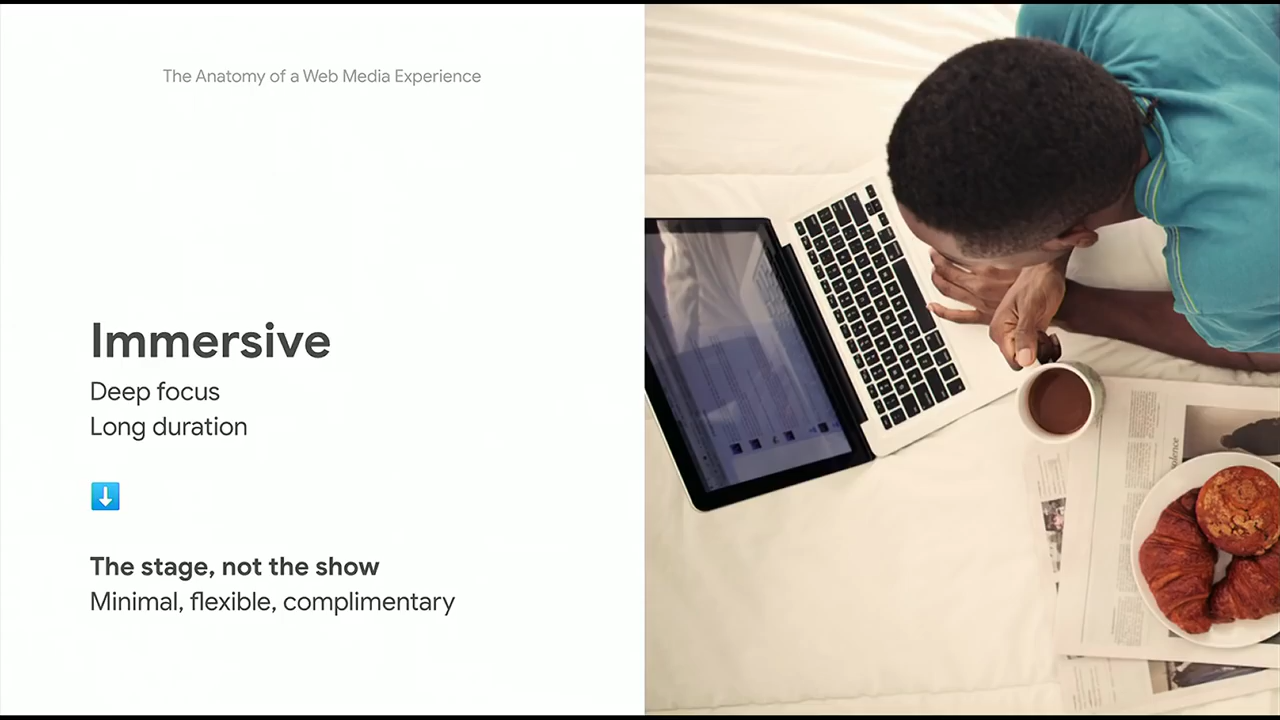 The Anatomy of a Web Media Experience
Immersive
Deep focus
Long duration
The stage, not the show
Minimal, flexible, complimentary